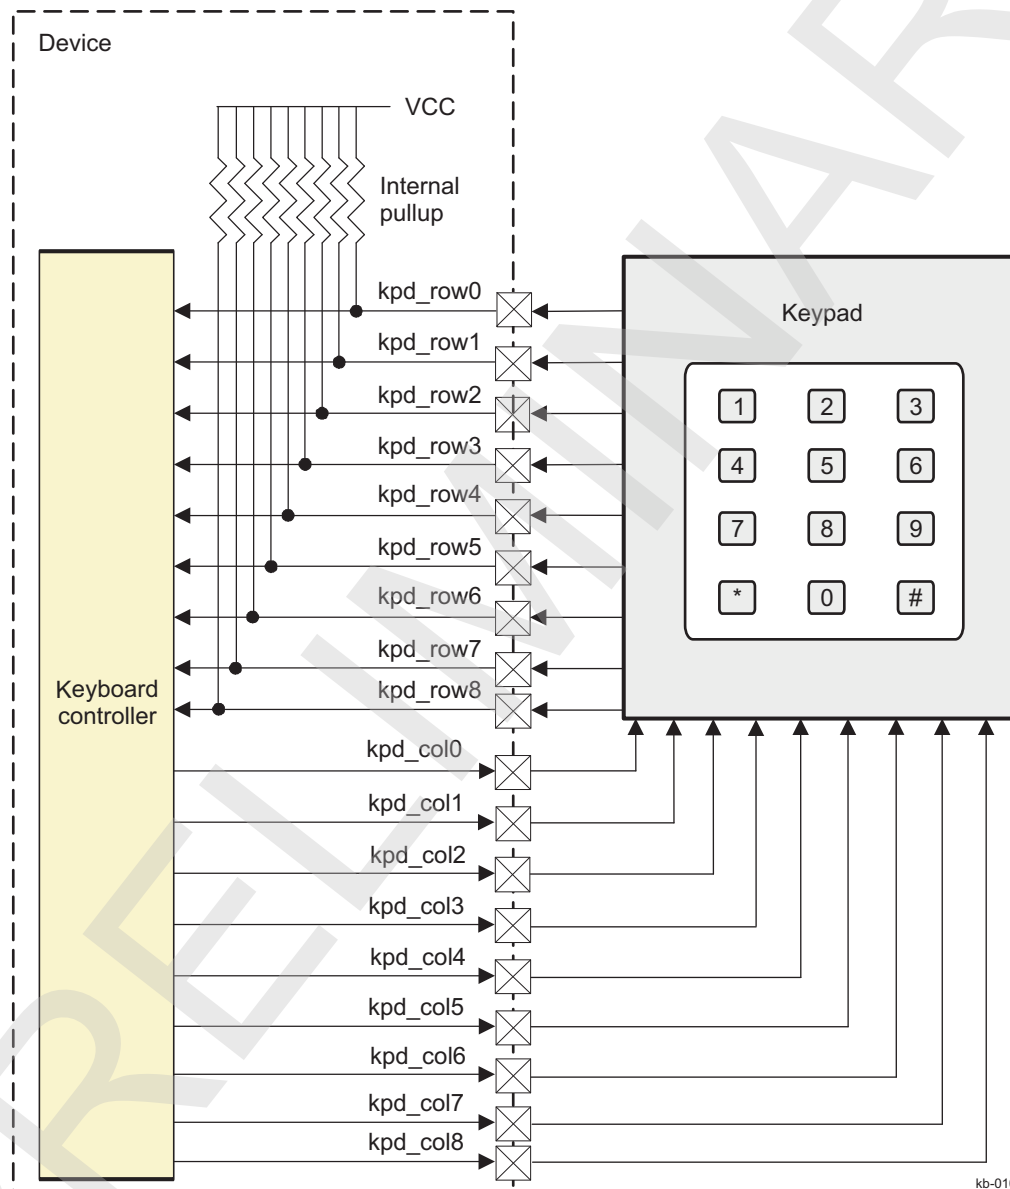 Device
VCC
Internal
pullup
kpd_row0
kpd_row1
kpd_row2
kpd_row3
kpd_row4
kpd_row5
kpd_row6
kpd_row7
kpd_row8
Keypad
1 2 3
4 5 6
7 8 9
* 0 #
Keyboard
controller
kpd_col0
kpd_col1
kpd_col2
kpd_col3
kpd_col4
kpd_col5
kpd_col6
kpd_col7
kpd_col8
RELIMINAR